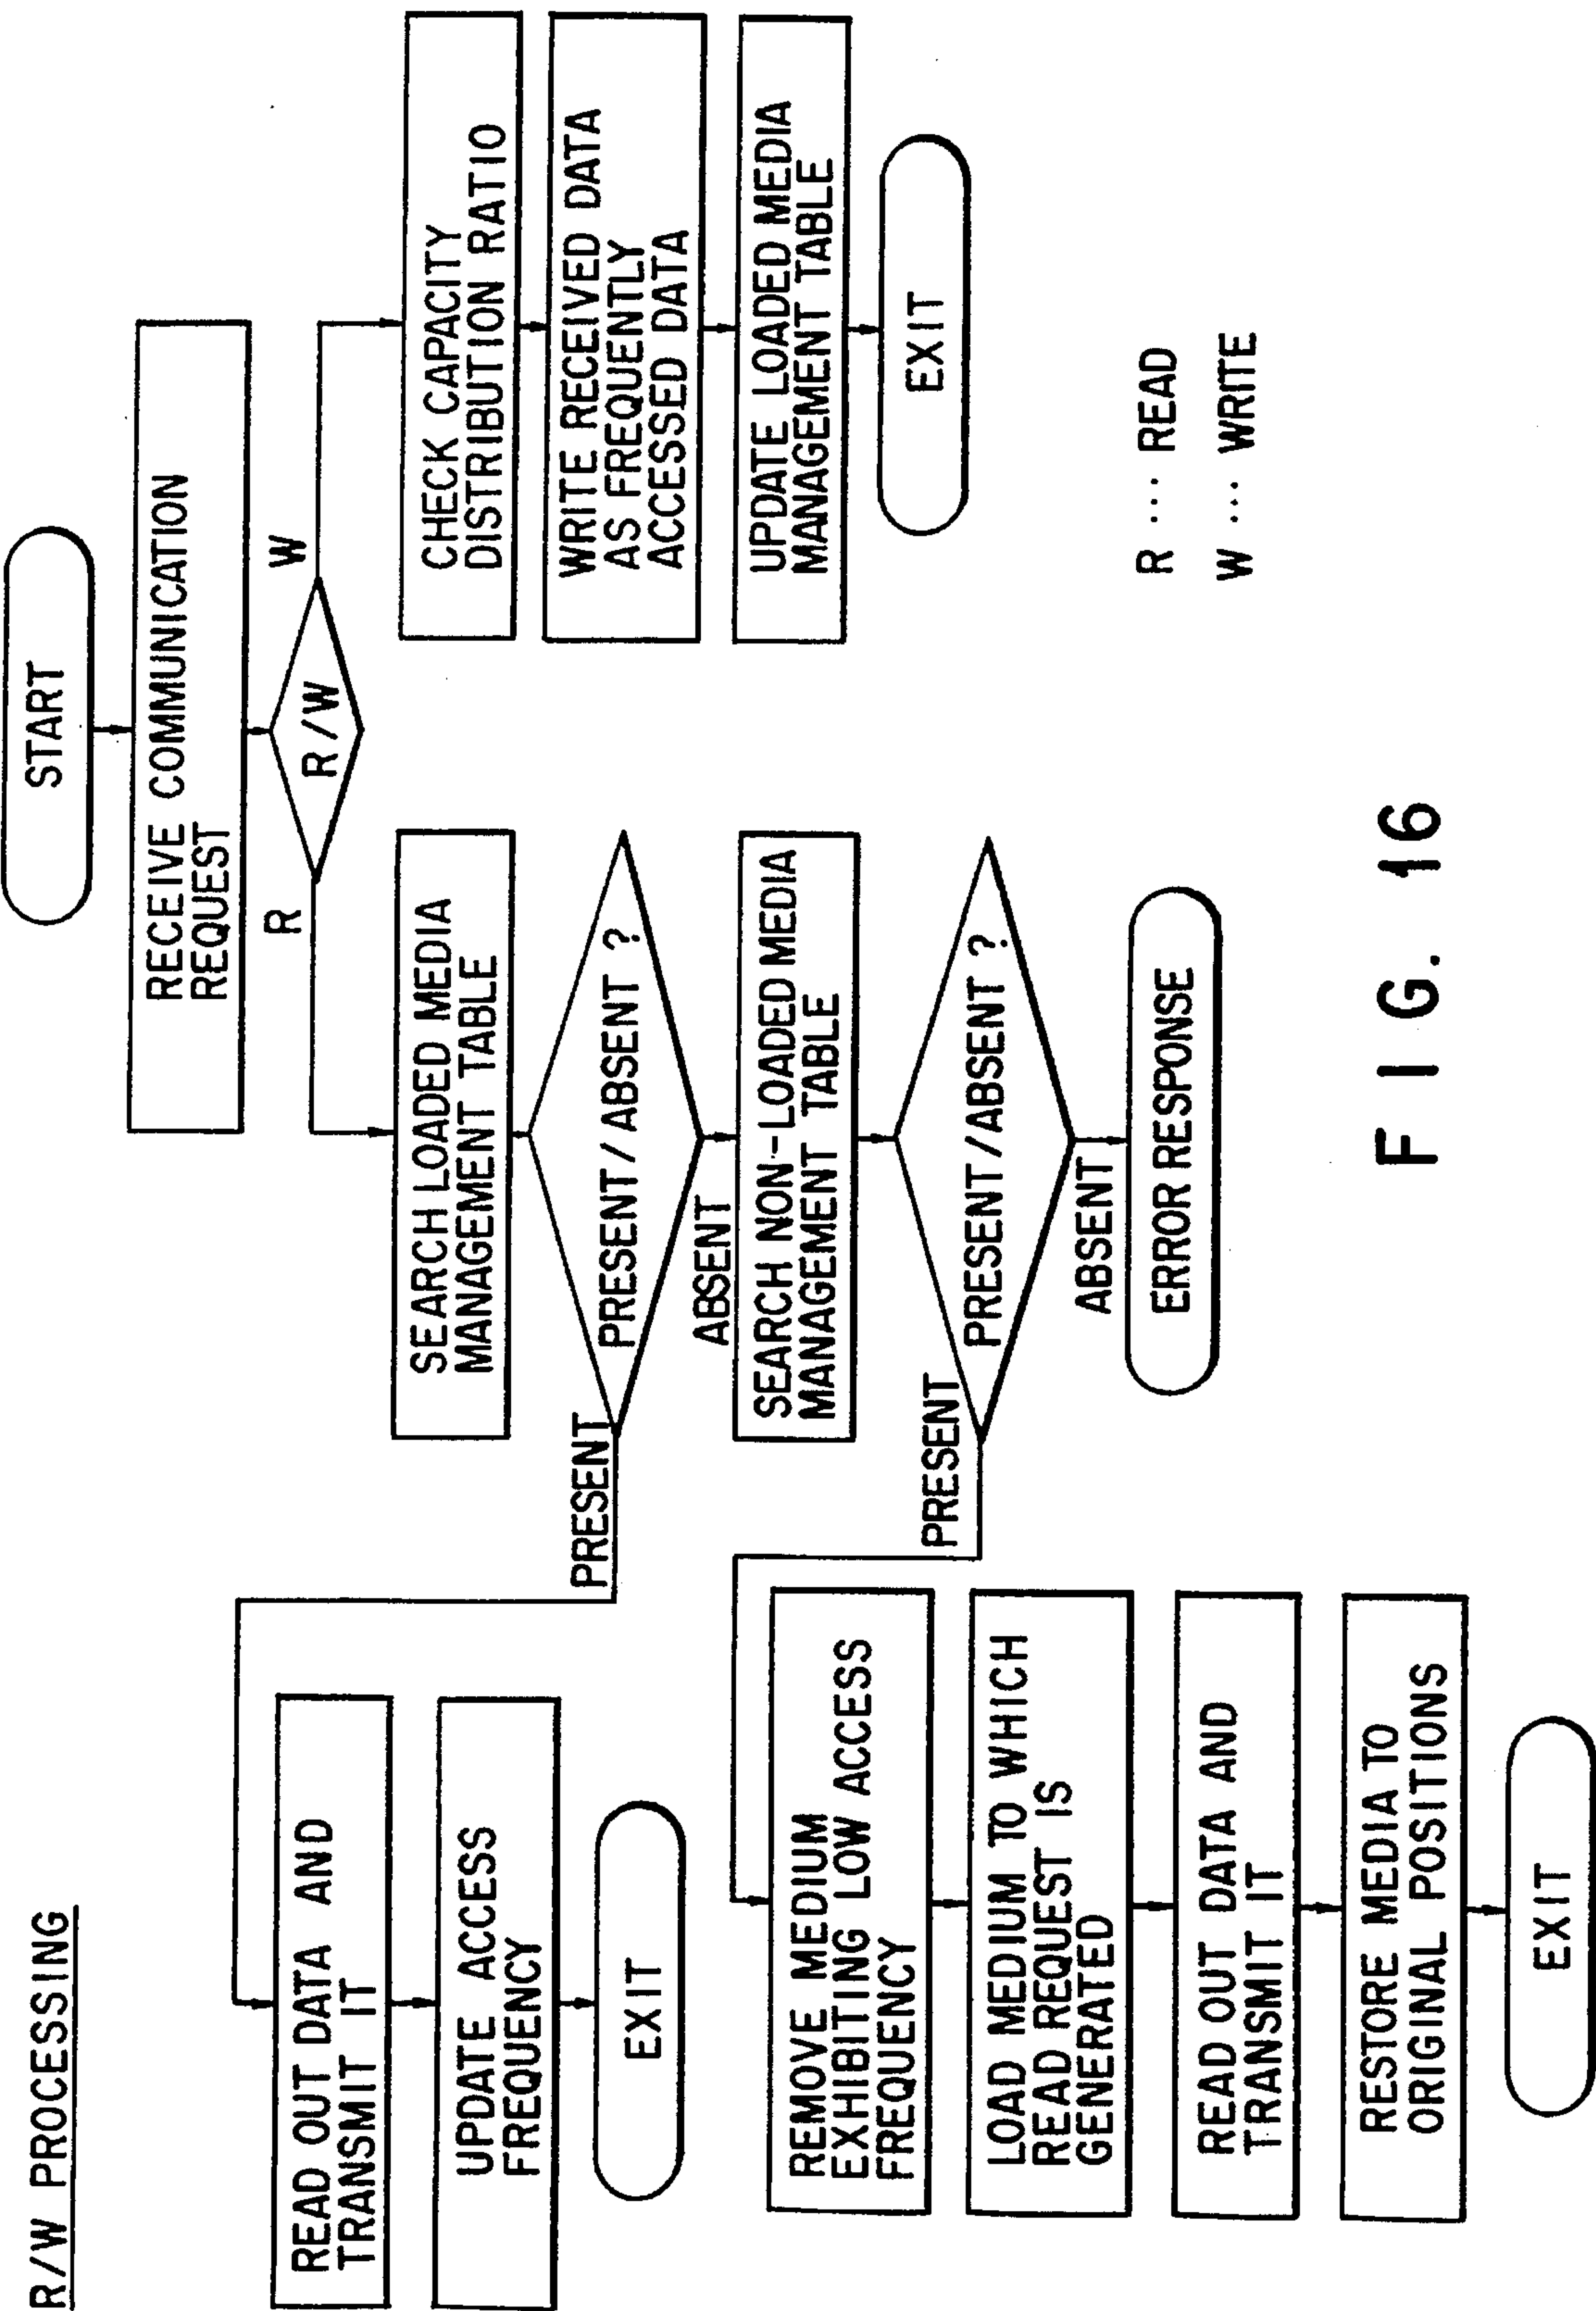 R/W PROCESSING
START
RECEIVE COMMUNICATION
REQUEST
R/W
R
W
SEARCH LOADED MEDIA
MANAGEMENT TABLE
PRESENT/ABSENT ?
PRESENT
ABSENT
READ OUT DATA AND
TRANSMIT IT
UPDATE ACCESS
FREQUENCY
EXIT
SEARCH NON-LOADED MEDIA
MANAGEMENT TABLE
PRESENT/ABSENT ?
PRESENT
ABSENT
ERROR RESPONSE
REMOVE MEDIUM
EXHIBITING LOW ACCESS
FREQUENCY
LOAD MEDIUM TO WHICH
READ REQUEST IS
GENERATED
READ OUT DATA AND
TRANSMIT IT
RESTORE MEDIA TO
ORIGINAL POSITIONS
EXIT
CHECK CAPACITY
DISTRIBUTION RATIO
WRITE RECEIVED DATA
AS FREQUENTLY
ACCESSED DATA
UPDATE LOADED MEDIA
MANAGEMENT TABLE
EXIT
R ... READ
W ... WRITE
FIG. 16